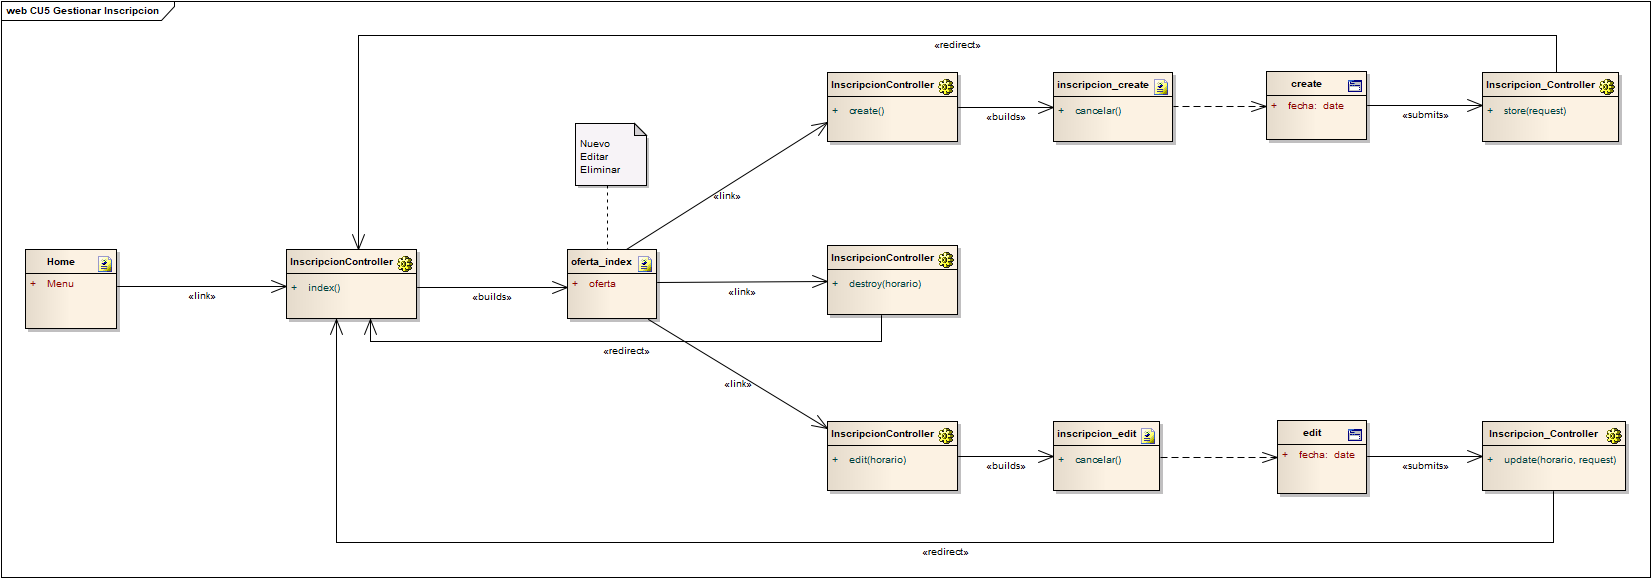 web CU5 Gestionar Inscripcion
«redirect»
InscripcionController
+ create()
«builds»
inscripcion_create
+ cancelar()
create
+ fecha: date
«submits»
Inscripcion_Controller
+ store(request)
Nuevo
Editar
Eliminar
«link»
Home
+ Menu
«link»
InscripcionController
+ index()
«builds»
oferta_index
+ oferta
«link»
InscripcionController
+ destroy(horario)
«redirect»
«link»
InscripcionController
+ edit(horario)
«builds»
inscripcion_edit
+ cancelar()
edit
+ fecha: date
«submits»
Inscripcion_Controller
+ update(horario, request)
«redirect»